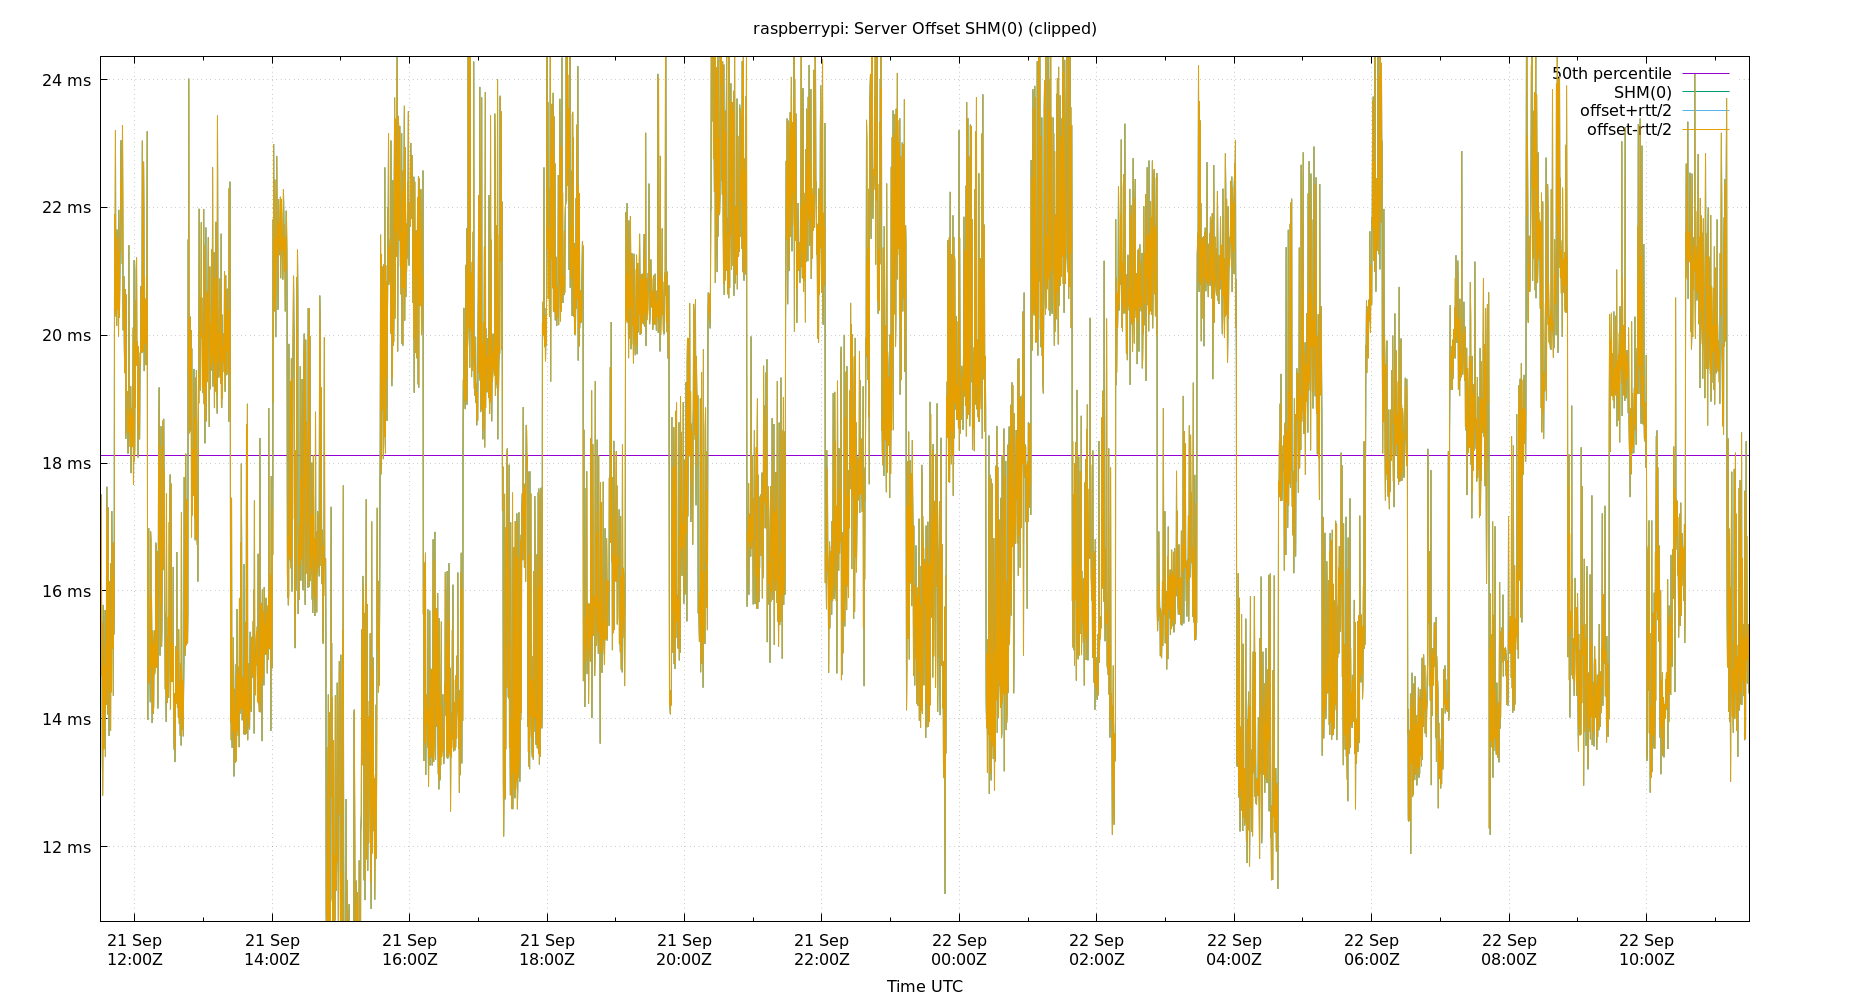 raspberrypi: Server Offset SHM(0) (clipped)
50th percentile
SHM(0)
offset+rtt/2
offset-rtt/2
24 ms
22 ms
20 ms
18 ms
16 ms
14 ms
12 ms
21 Sep 21 Sep 21 Sep 21 Sep 21 Sep 21 Sep 22 Sep 22 Sep 22 Sep 22 Sep 22 Sep 22 Sep
12:00Z 14:00Z 16:00Z 18:00Z 20:00Z 22:00Z 00:00Z 02:00Z 04:00Z 06:00Z 08:00Z 10:00Z
Time UTC